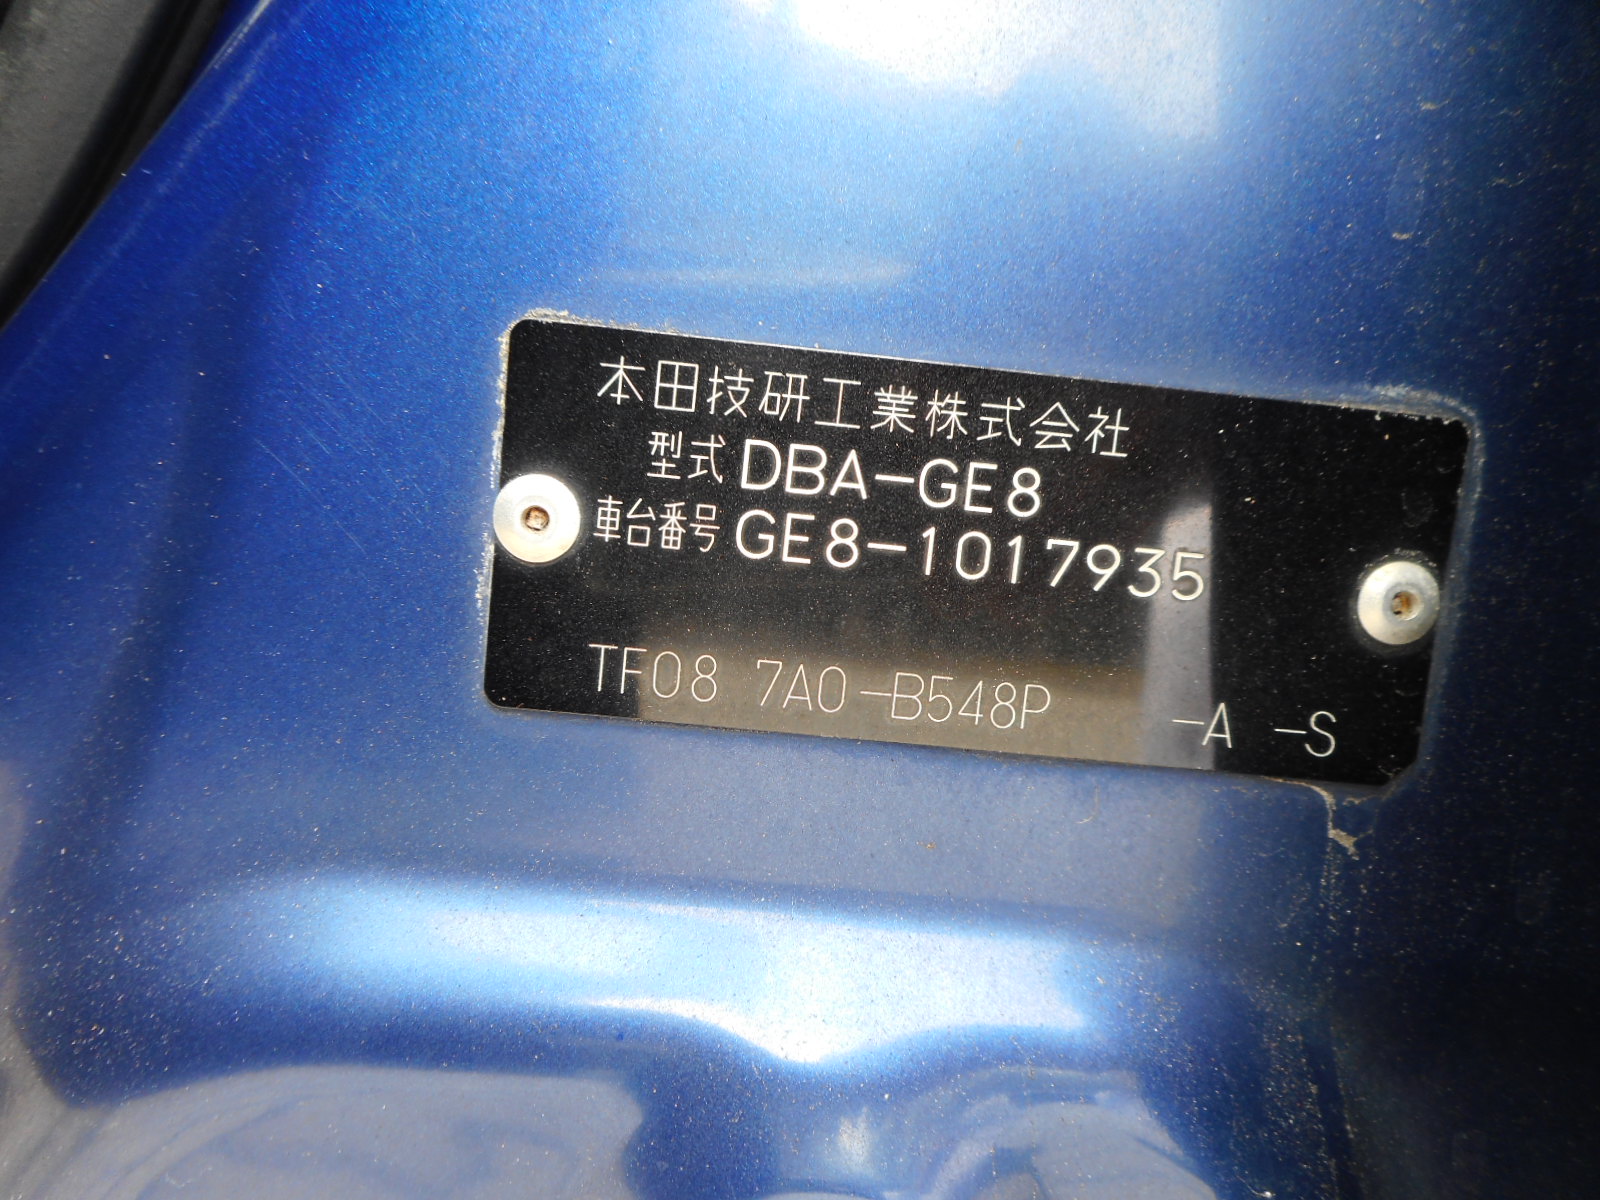 本田技研工業株式会社
型式 DBA-GE8
車台番号 GE8-1017935
TF08 7A0-B548P -A -S